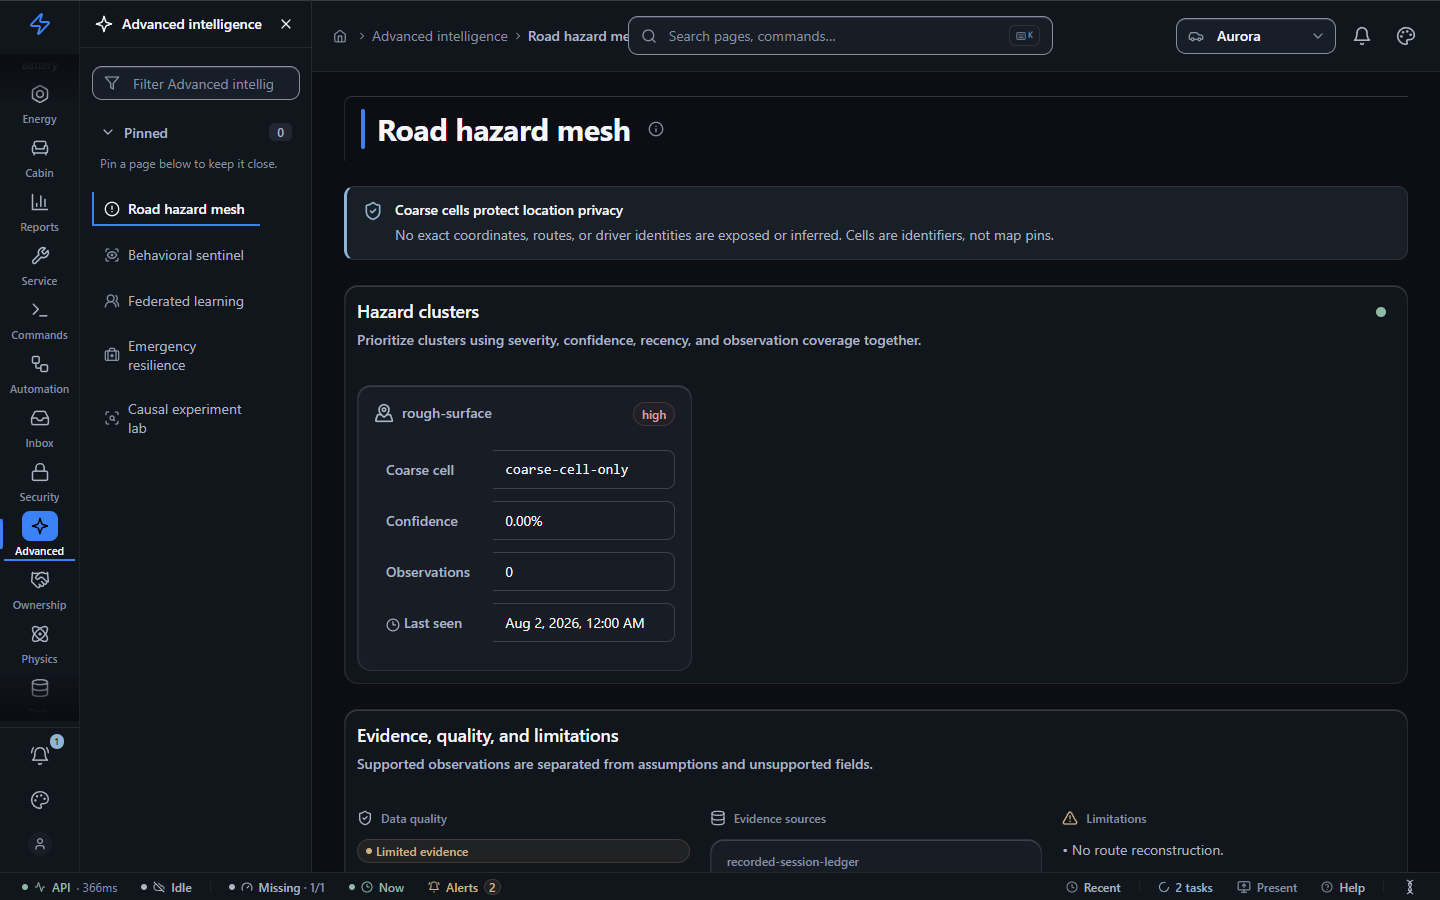 Advanced intelligence
Advanced intelligence
Road hazard me
Search pages, commands...
K
Aurora
Battery
Energy
Cabin
Reports
Service
Commands
Automation
Inbox
Security
Advanced
Ownership
Physics
1
Filter Advanced intellig
Pinned
0
Pin a page below to keep it close.
Road hazard mesh
Behavioral sentinel
Federated learning
Emergency
resilience
Causal experiment
lab
Road hazard mesh
Coarse cells protect location privacy
No exact coordinates, routes, or driver identities are exposed or inferred. Cells are identifiers, not map pins.
Hazard clusters
Prioritize clusters using severity, confidence, recency, and observation coverage together.
rough-surface
high
Coarse cell
coarse-cell-only
Confidence
0.00%
Observations
0
Last seen
Aug 2, 2026, 12:00 AM
Evidence, quality, and limitations
Supported observations are separated from assumptions and unsupported fields.
Data quality
Limited evidence
Evidence sources
recorded-session-ledger
Limitations
• No route reconstruction.
API · 366ms
Idle
Missing · 1/1
Now
Alerts 2
Recent
2 tasks
Present
Help